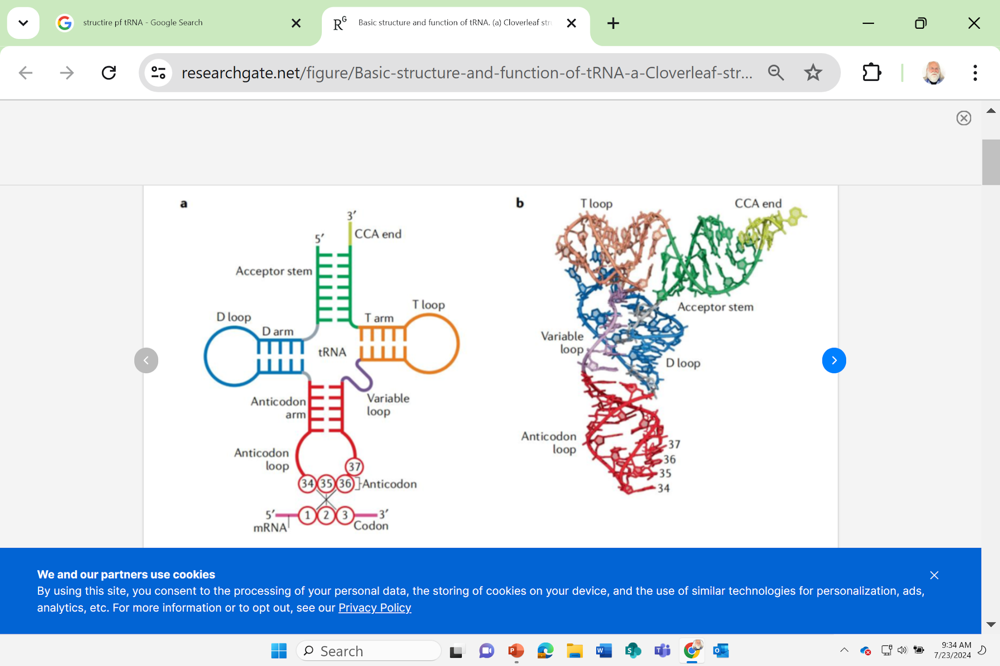 structire pf tRNA - Google Search
Basic structure and function of tRNA. (a) Cloverleaf str
researchgate.net/figure/Basic-structure-and-function-of-tRNA-a-Cloverleaf-str...
a
3′
CCA end
5′
Acceptor stem
T loop
T arm
D loop
D arm
tRNA
Variable
loop
Anticodon
arm
Anticodon
loop
37
34 35 36 Anticodon
5′ 1 2 3 3′
mRNA Codon
b
T loop
CCA end
Acceptor stem
Variable
loop
D loop
Anticodon
loop
37
36
35
34
We and our partners use cookies
By using this site, you consent to the processing of your personal data, the storing of cookies on your device, and the use of similar technologies for personalization, ads,
analytics, etc. For more information or to opt out, see our Privacy Policy
Search
9:34 AM
7/23/2024